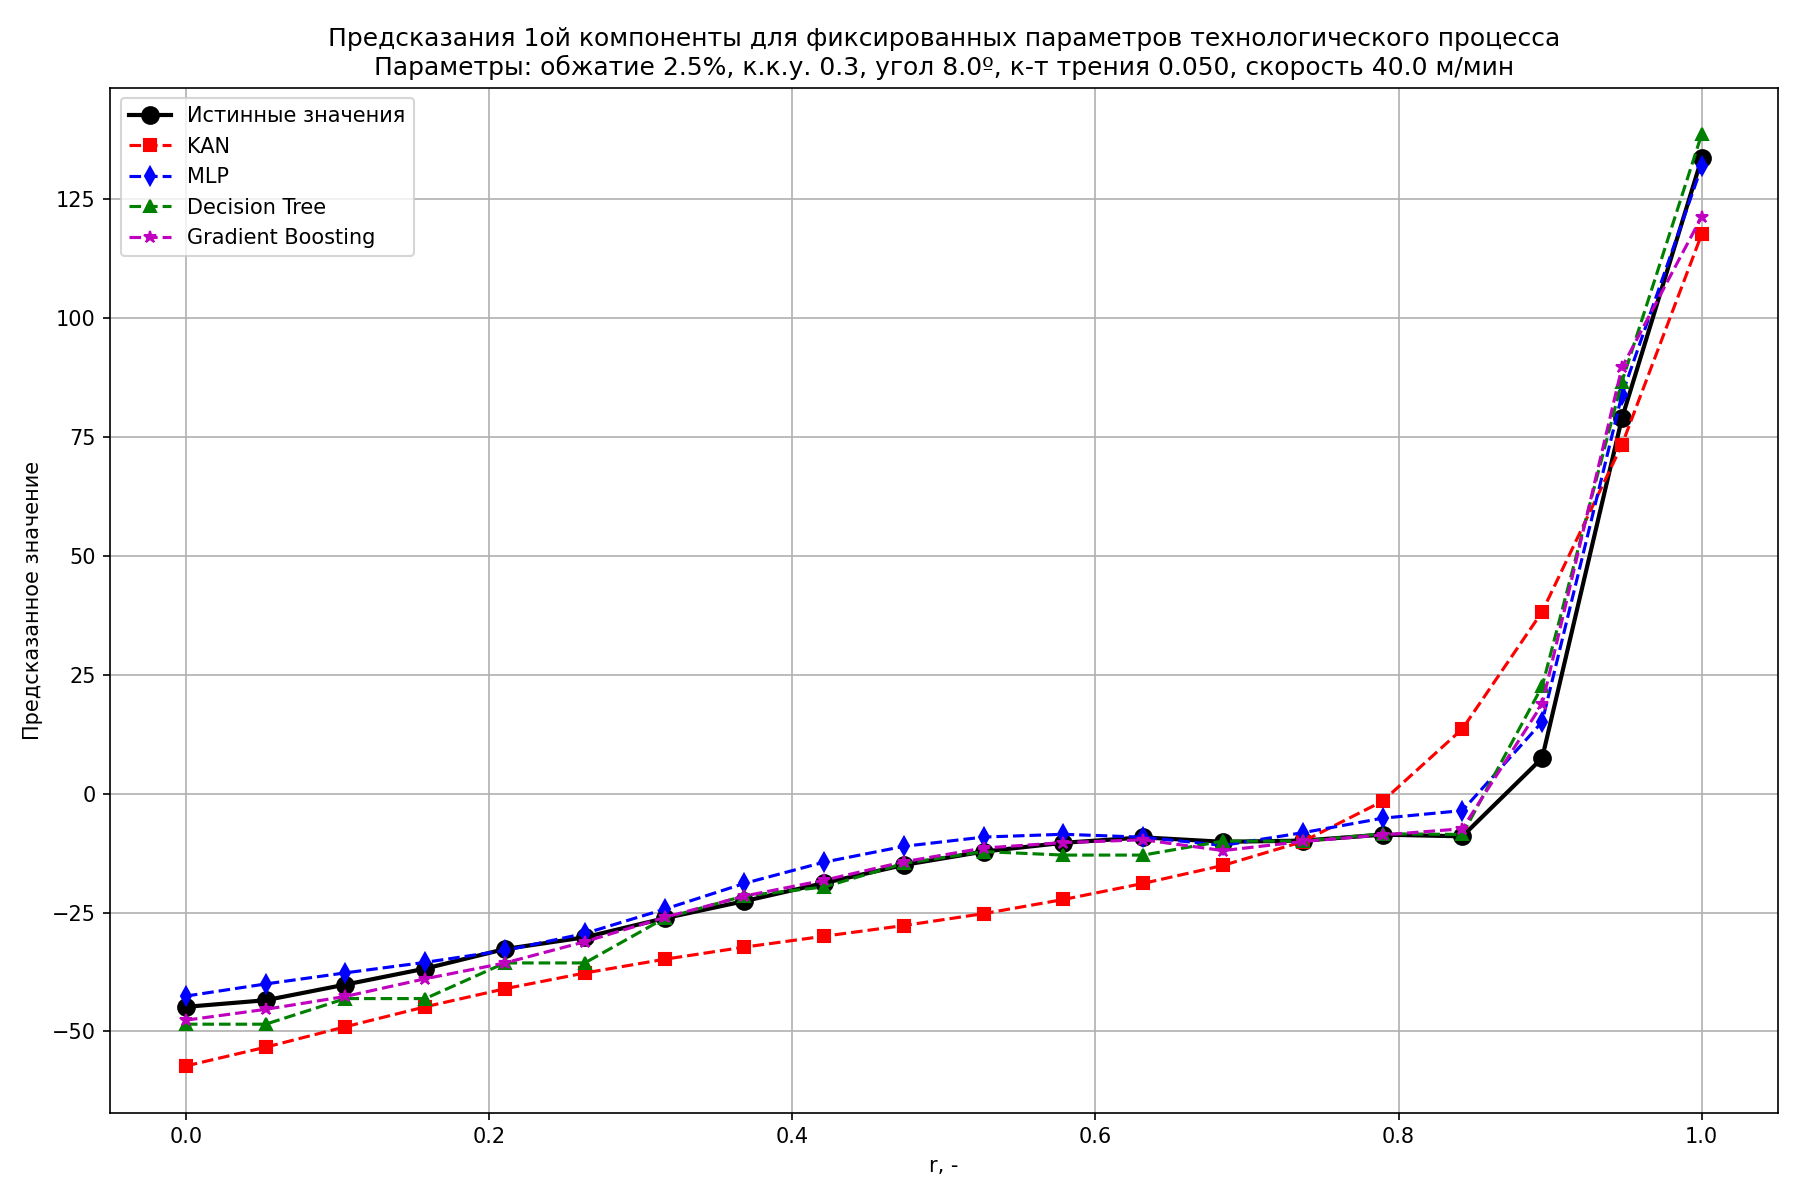 Предсказания 1ой компоненты для фиксированных параметров технологического процесса
Параметры: обжатие 2.5%, к.к.у. 0.3, угол 8.0º, к-т трения 0.050, скорость 40.0 м/мин
Истинные значения
KAN
MLP
Decision Tree
Gradient Boosting
Предсказанное значение
125
100
75
50
25
0
−25
−50
0.0 0.2 0.4 0.6 0.8 1.0
r, -